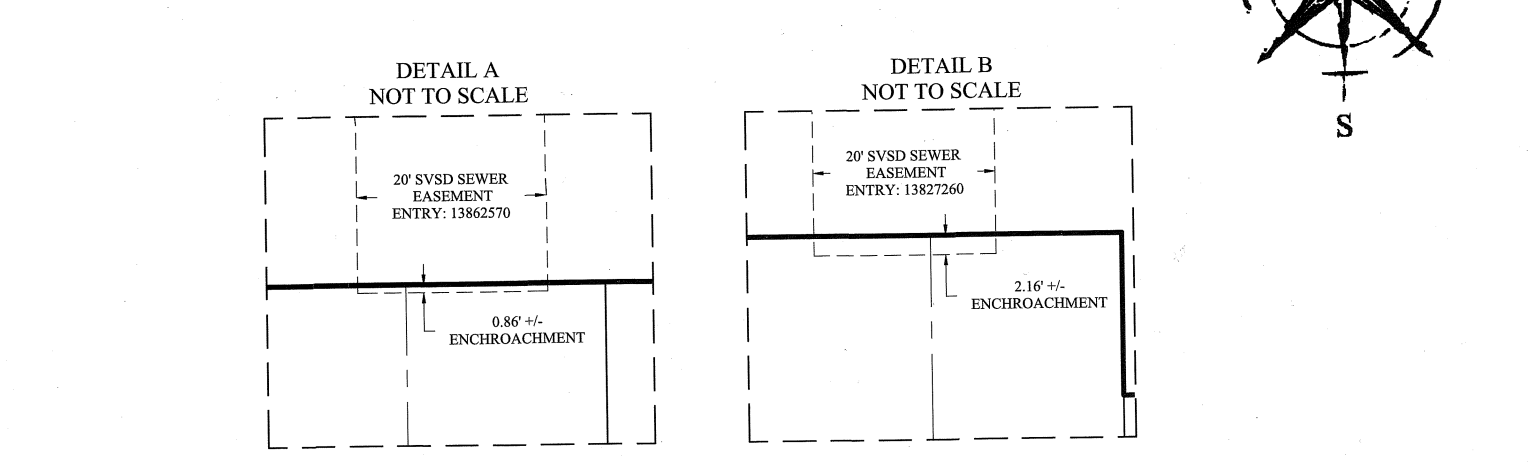 DETAIL A
NOT TO SCALE
20' SVSD SEWER
EASEMENT
ENTRY: 13862570
0.86' +/-
ENCHROACHMENT
DETAIL B
NOT TO SCALE
20' SVSD SEWER
EASEMENT
ENTRY: 13827260
2.16' +/-
ENCHROACHMENT
S